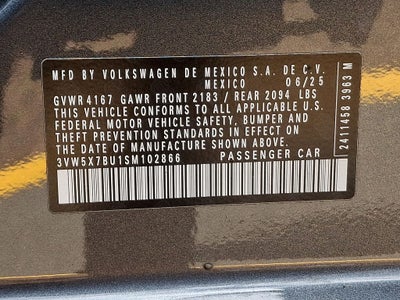 MFD BY VOLKSWAGEN DE MEXICO S.A. DE C.V.
MEXICO 06/25
GVWR 4167 GAWR FRONT 2183 / REAR 2094 LBS
THIS VEHICLE CONFORMS TO ALL APPLICABLE U.S.
FEDERAL MOTOR VEHICLE SAFETY, BUMPER AND
THEFT PREVENTION STANDARDS IN EFFECT ON THE
DATE OF MANUFACTURE SHOWN ABOVE.
3VW5X7BU1SM102866 PASSENGER CAR
2411458 3963 M